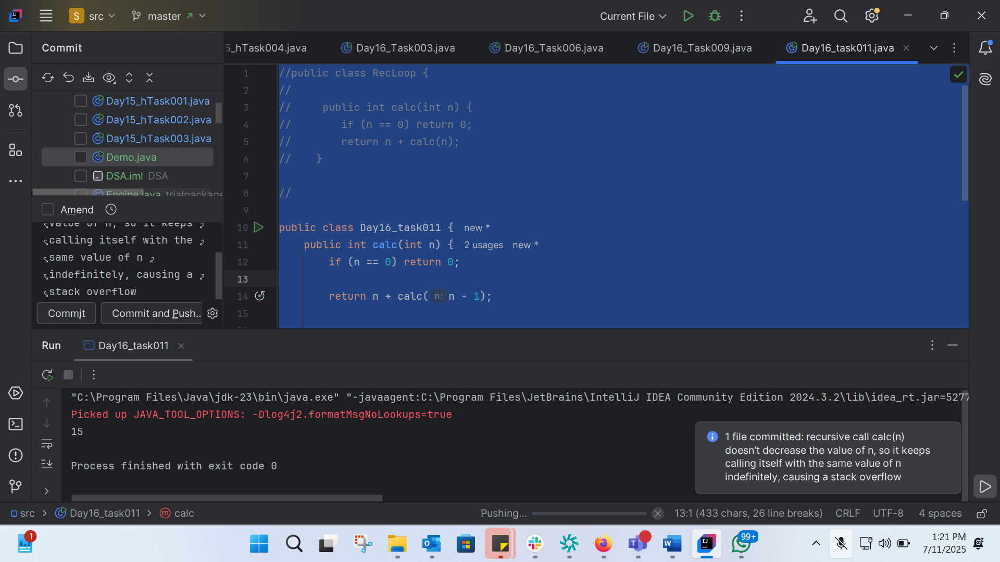 src
master
Current File
Commit
5_hTask004.java
Day16_Task003.java
Day16_Task006.java
Day16_Task009.java
Day16_task011.java
Day15_hTask001.java
Day15_hTask002.java
Day15_hTask003.java
Demo.java
DSA.iml DSA
Engine.java trialpackage
Amend
value of n, so it keeps
calling itself with the
same value of n
indefinitely, causing a
stack overflow
Commit
Commit and Push...
1 //public class RecLoop {
2 //
3 //     public int calc(int n) {
4 //        if (n == 0) return 0;
5 //        return n + calc(n);
6 //    }
7
8 //
9
10 public class Day16_task011 { new *
11     public int calc(int n) { 2 usages new *
12         if (n == 0) return 0;
13
14         return n + calc( n: n - 1);
15
Run
Day16_task011
"C:\Program Files\Java\jdk-23\bin\java.exe" "-javaagent:C:\Program Files\JetBrains\IntelliJ IDEA Community Edition 2024.3.2\lib\idea_rt.jar=5277
Picked up JAVA_TOOL_OPTIONS: -Dlog4j2.formatMsgNoLookups=true
15
Process finished with exit code 0
1 file committed: recursive call calc(n)
doesn't decrease the value of n, so it keeps
calling itself with the same value of n
indefinitely, causing a stack overflow
src > Day16_task011 > calc
Pushing...
13:1 (433 chars, 26 line breaks)
CRLF
UTF-8
4 spaces
1
99+
1:21 PM
7/11/2025